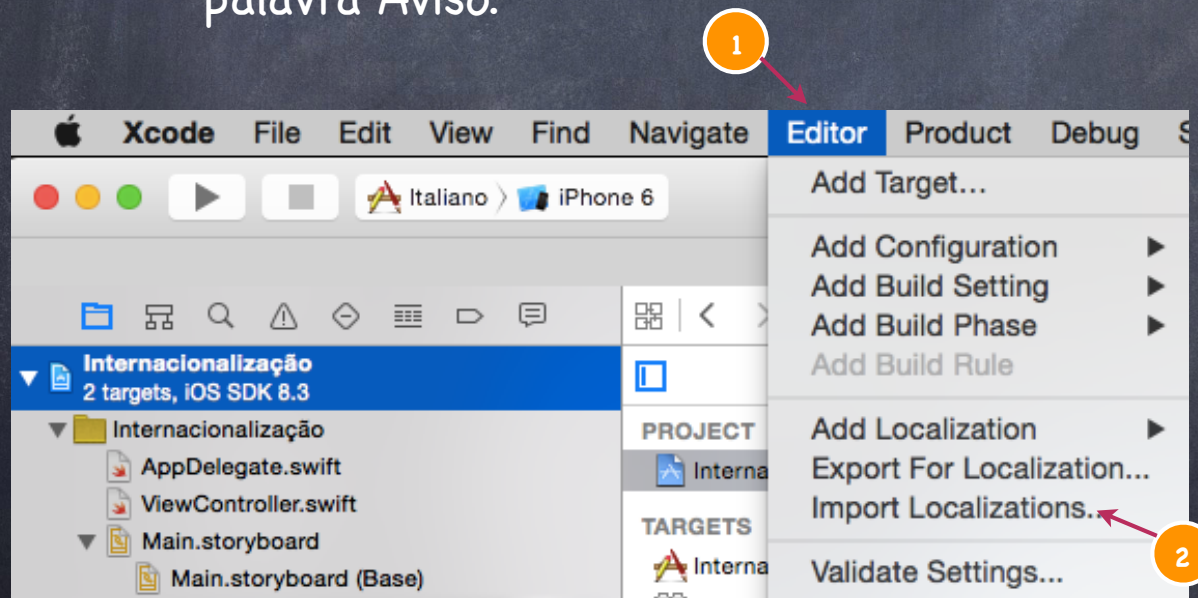 palavra Aviso.
1
Xcode File Edit View Find Navigate Editor Product Debug
Italiano iPhone 6
Add Target...
Add Configuration
Add Build Setting
Add Build Phase
Add Build Rule
Add Localization
Export For Localization...
Import Localizations...
Validate Settings...
2
Internacionalização
2 targets, iOS SDK 8.3
Internacionalização
AppDelegate.swift
ViewController.swift
Main.storyboard
Main.storyboard (Base)
PROJECT
Interna
TARGETS
Interna